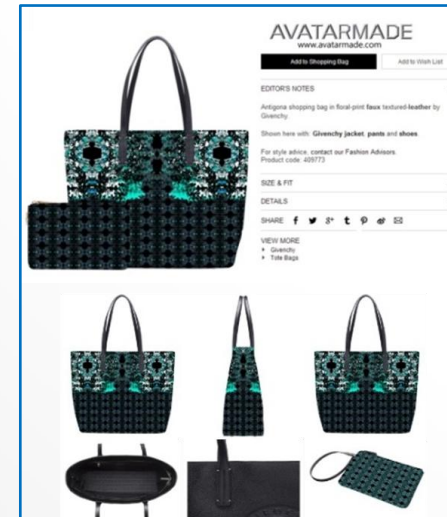 AVATARMADE
www.avatarmade.com
Add to Shopping Bag
Add to Wish List
EDITOR'S NOTES
Antigona shopping bag in floral-print faux textured-leather by
Givenchy.
Shown here with: Givenchy jacket, pants and shoes.
For style advice, contact our Fashion Advisors.
Product code: 409773
SIZE & FIT
DETAILS
SHARE
VIEW MORE
Givenchy
Tote Bags